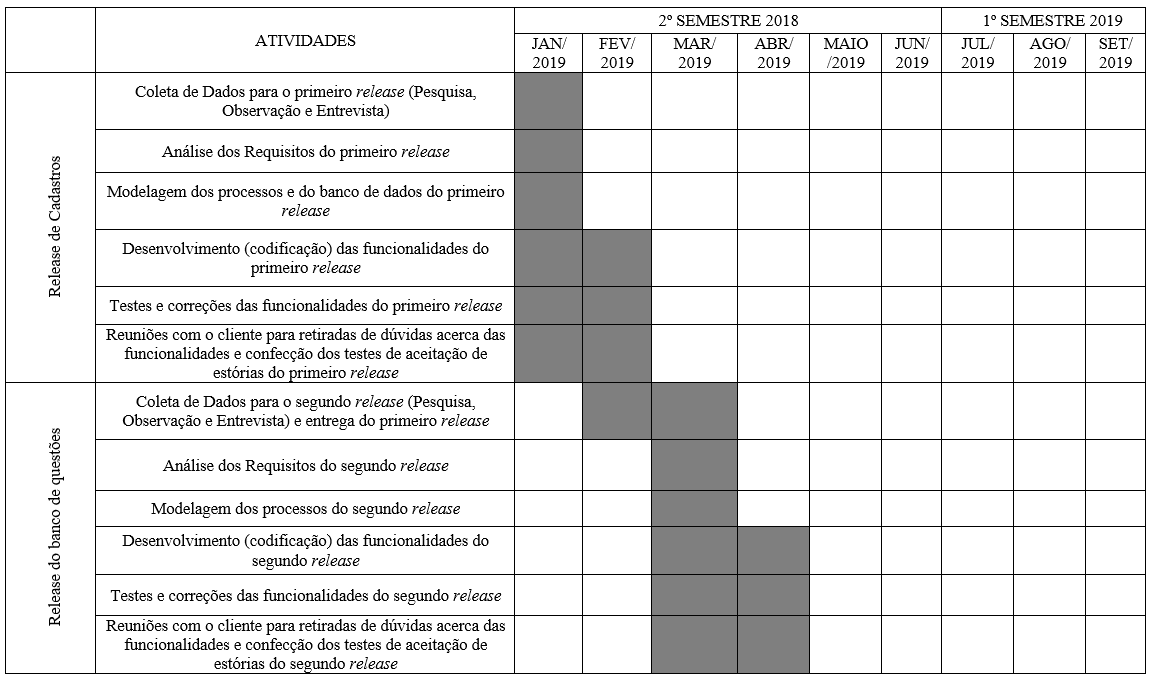 ATIVIDADES
2º SEMESTRE 2018
1º SEMESTRE 2019
JAN/
2019
FEV/
2019
MAR/
2019
ABR/
2019
MAIO
/2019
JUN/
2019
JUL/
2019
AGO/
2019
SET/
2019
Release de Cadastros
Coleta de Dados para o primeiro release (Pesquisa,
Observação e Entrevista)
Análise dos Requisitos do primeiro release
Modelagem dos processos e do banco de dados do primeiro
release
Desenvolvimento (codificação) das funcionalidades do
primeiro release
Testes e correções das funcionalidades do primeiro release
Reuniões com o cliente para retiradas de dúvidas acerca das
funcionalidades e confecção dos testes de aceitação de
estórias do primeiro release
Release do banco de questões
Coleta de Dados para o segundo release (Pesquisa,
Observação e Entrevista) e entrega do primeiro release
Análise dos Requisitos do segundo release
Modelagem dos processos do segundo release
Desenvolvimento (codificação) das funcionalidades do
segundo release
Testes e correções das funcionalidades do segundo release
Reuniões com o cliente para retiradas de dúvidas acerca das
funcionalidades e confecção dos testes de aceitação de
estórias do segundo release